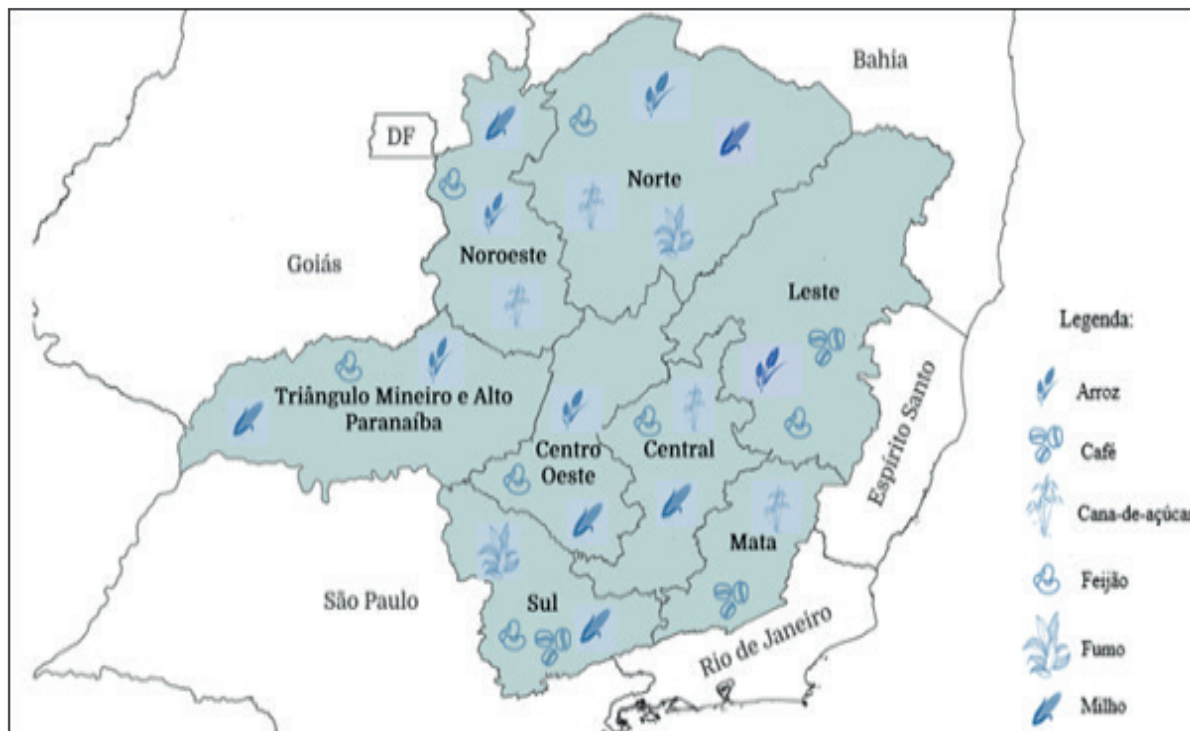 Bahia
DF
Norte
Goiás
Noroeste
Leste
Triângulo Mineiro e Alto
Paranaíba
Centro
Oeste
Central
Mata
Sul
São Paulo
Rio de Janeiro
Espírito Santo
Legenda:
Arroz
Café
Cana-de-açúcar
Feijão
Fumo
Milho